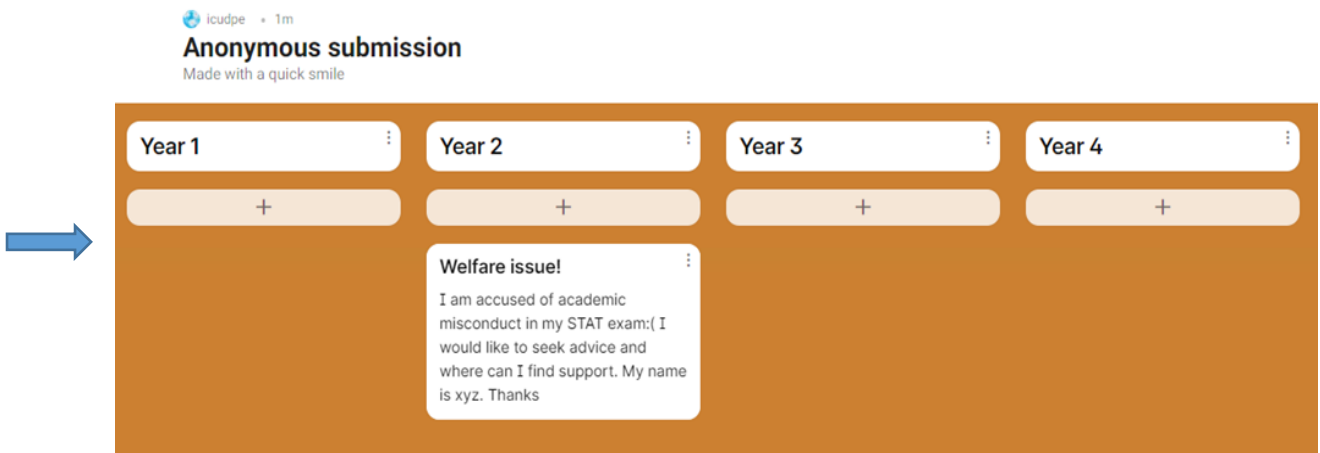 icudpe • 1m
Anonymous submission
Made with a quick smile
Year 1
Year 2
Year 3
Year 4
+
+
+
+
Welfare issue!
I am accused of academic
misconduct in my STAT exam:( I
would like to seek advice and
where can I find support. My name
is xyz. Thanks